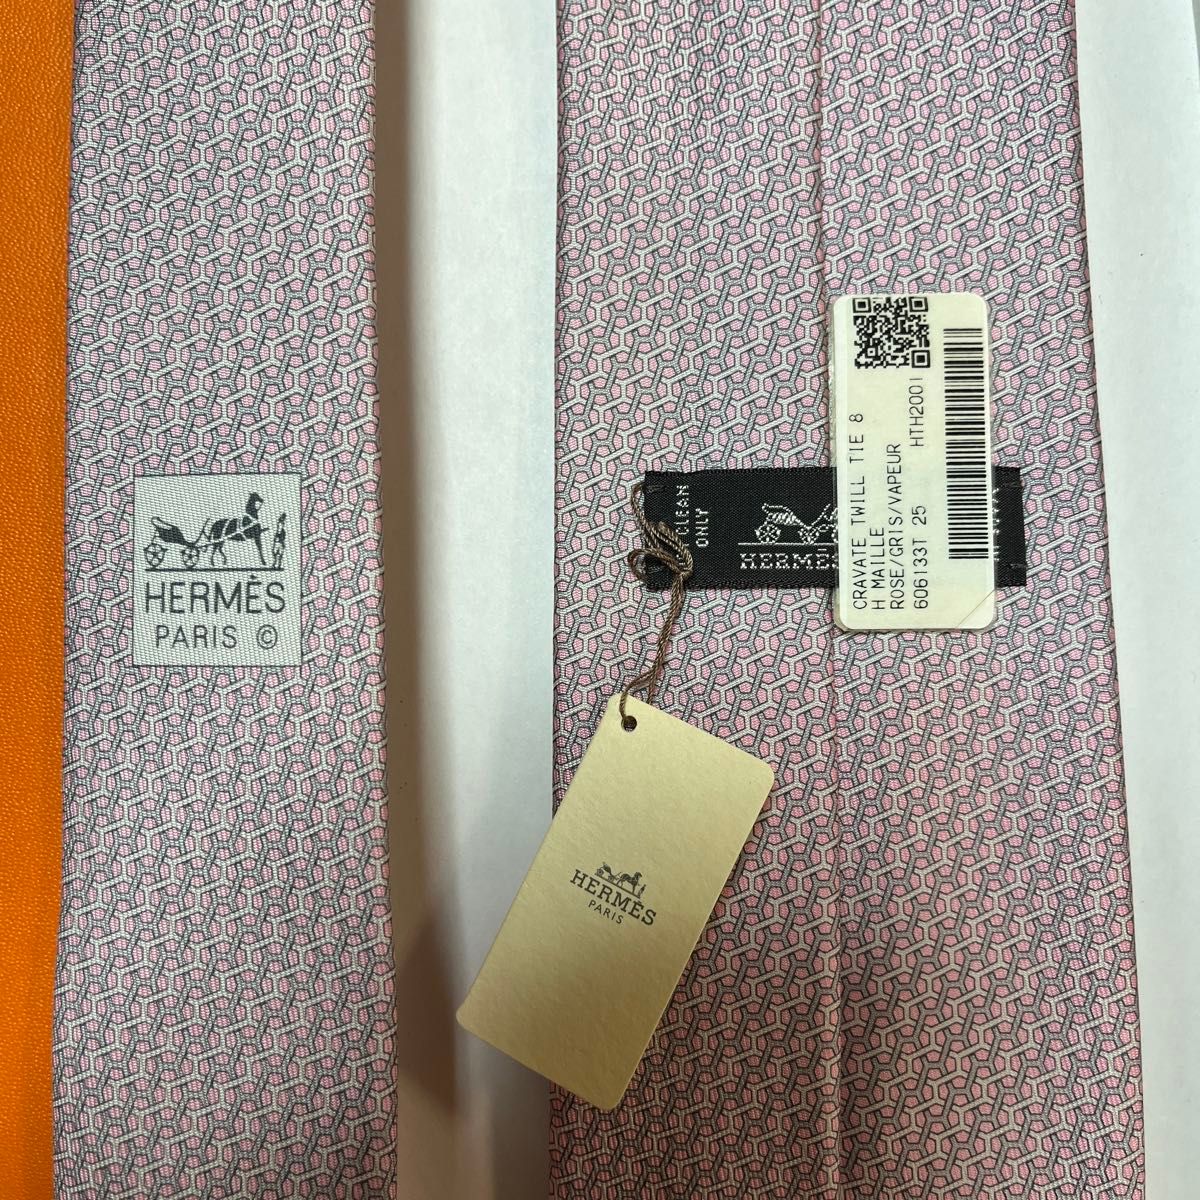 HERMÈS
PARIS ©
CLEAN
ONLY
HERMÈS
CRAVATE TWILL TIE 8
H MAILLE
ROSE/GRIS/VAPEUR
606133T 25 HTH2001
HERMÈS
PARIS